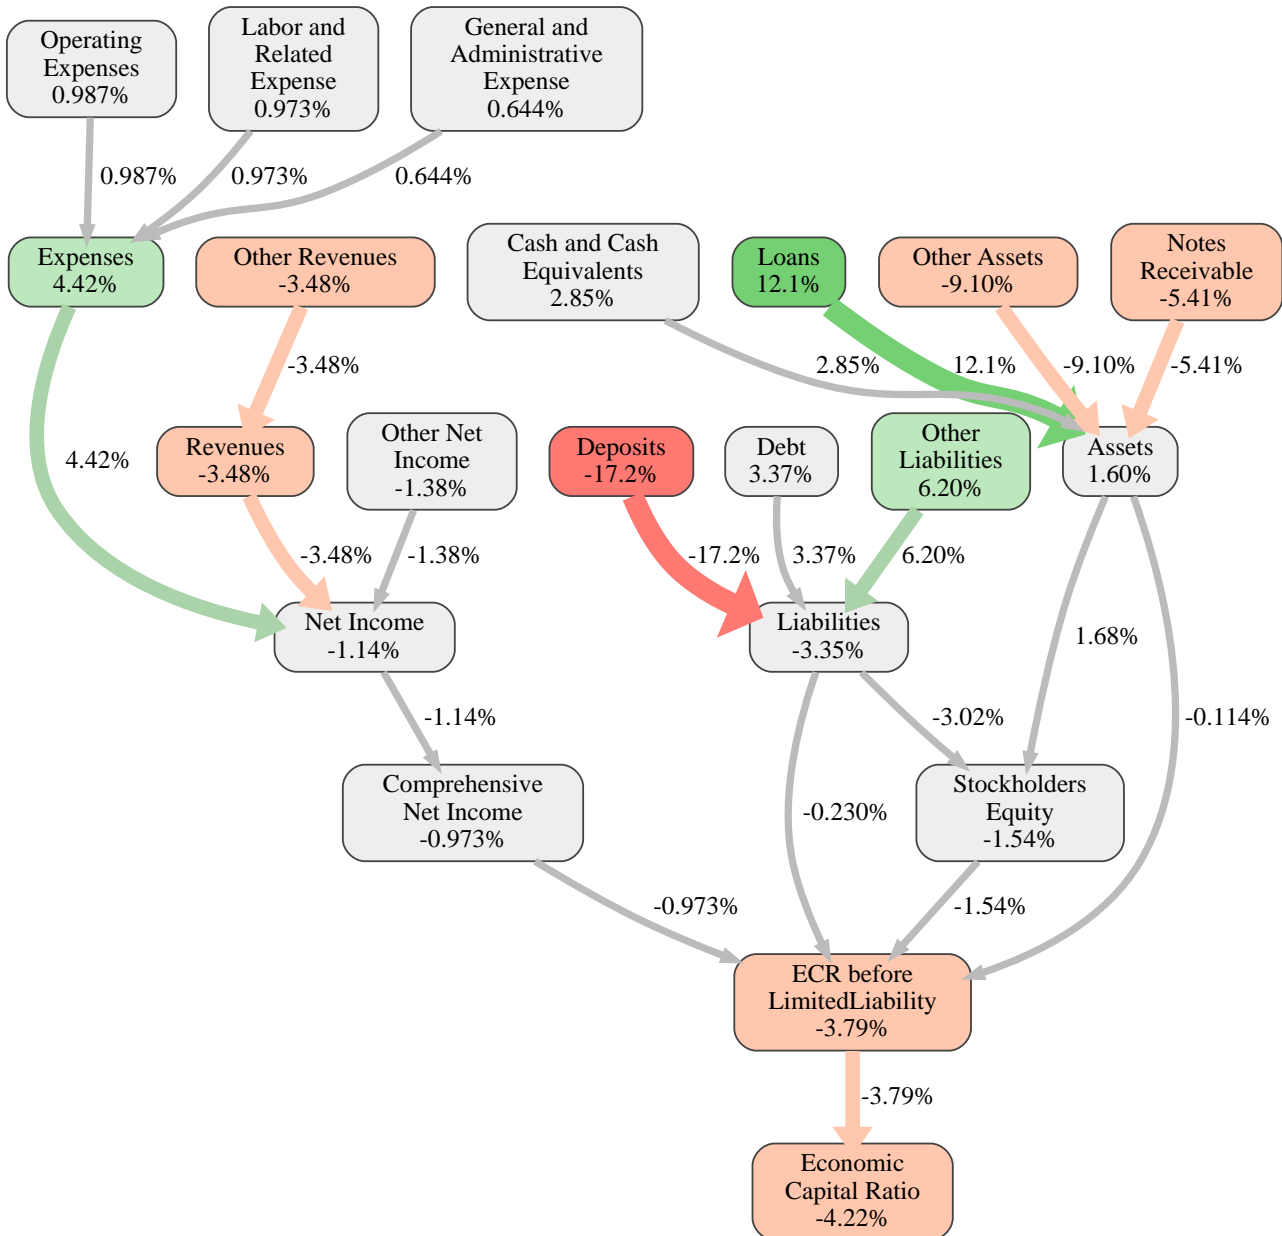 Operating
Expenses
0.987%
Labor and
Related
Expense
0.973%
General and
Administrative
Expense
0.644%
0.987%
0.973%
0.644%
Expenses
4.42%
Other Revenues
-3.48%
Cash and Cash
Equivalents
2.85%
Loans
12.1%
Other Assets
-9.10%
Notes
Receivable
-5.41%
-3.48%
2.85%
12.1%
-9.10%
-5.41%
4.42%
Revenues
-3.48%
Other Net
Income
-1.38%
Deposits
-17.2%
Debt
3.37%
Other
Liabilities
6.20%
Assets
1.60%
-3.48%
-1.38%
-17.2%
3.37%
6.20%
Net Income
-1.14%
Liabilities
-3.35%
1.68%
-1.14%
-3.02%
-0.114%
Comprehensive
Net Income
-0.973%
-0.230%
Stockholders
Equity
-1.54%
-0.973%
-1.54%
ECR before
LimitedLiability
-3.79%
-3.79%
Economic
Capital Ratio
-4.22%